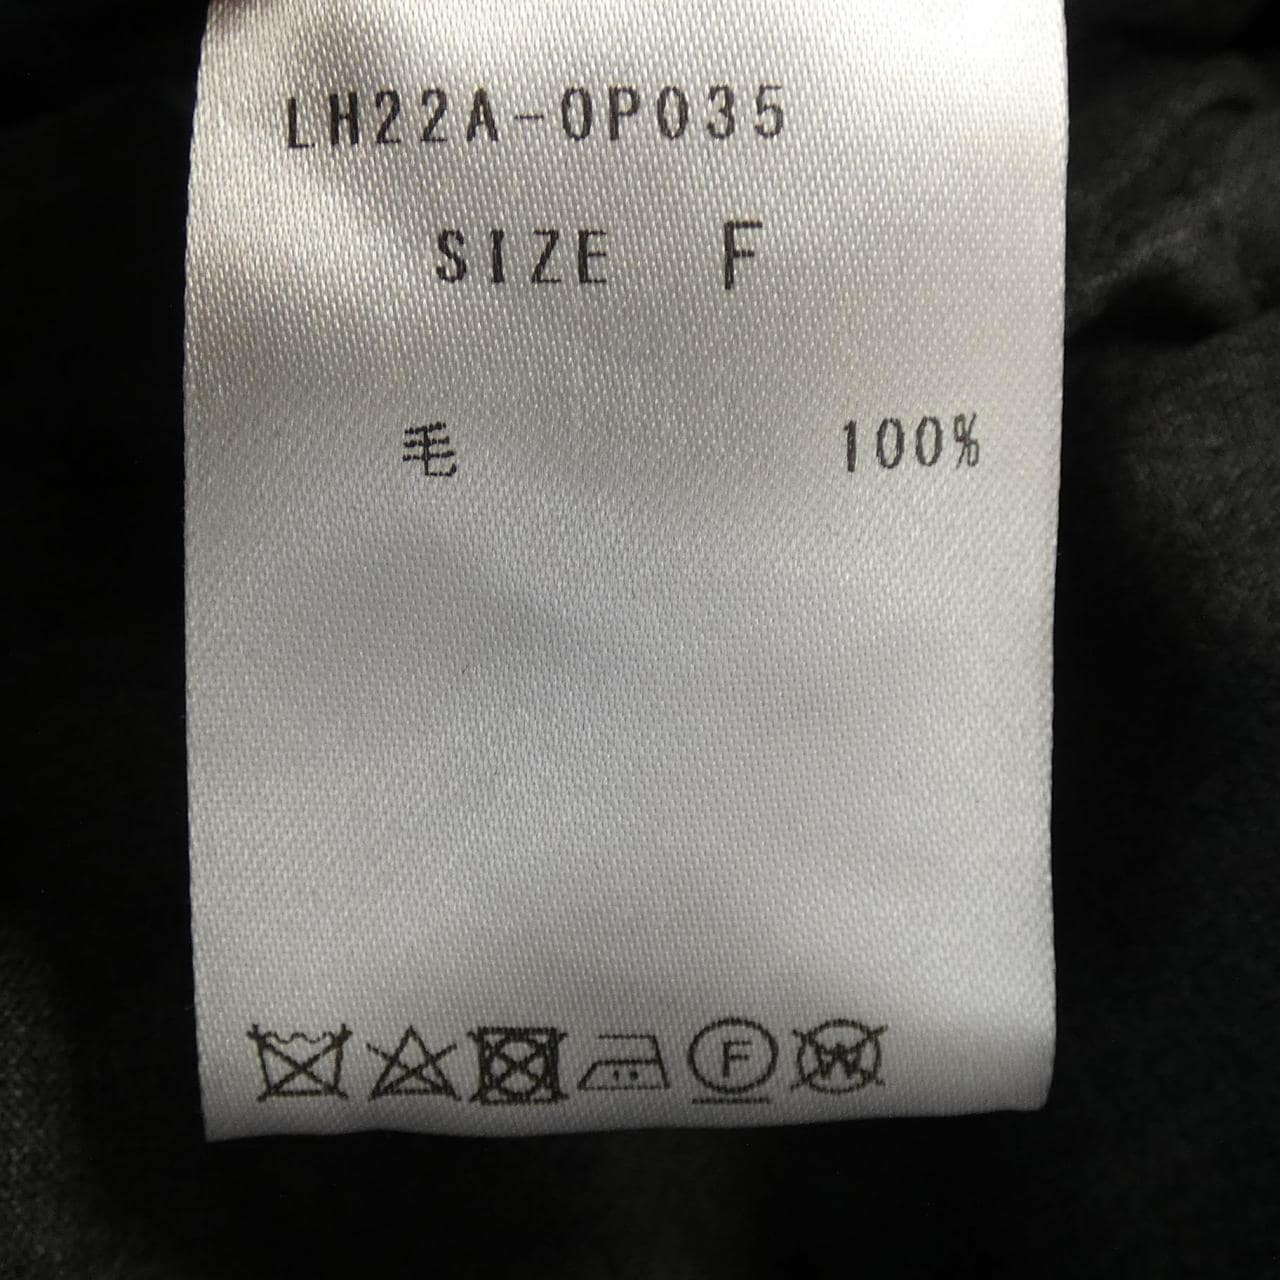 LH22A-OP035
SIZE F
毛 100%
F W